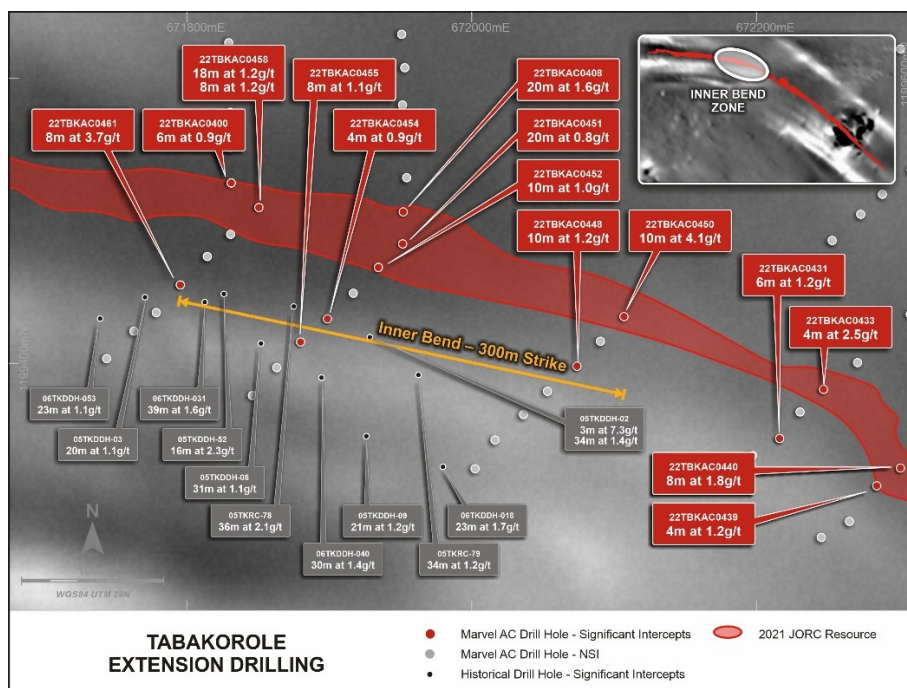 671800mE
672000mE
672200mE
1199600mN
22TBKAC0458
18m at 1.2g/t
8m at 1.2g/t
22TBKAC0455
8m at 1.1g/t
22TBKAC0408
20m at 1.6g/t
INNER BEND
ZONE
22TBKAC0461
8m at 3.7g/t
22TBKAC0400
6m at 0.9g/t
22TBKAC0454
4m at 0.9g/t
22TBKAC0451
20m at 0.8g/t
22TBKAC0452
10m at 1.0g/t
22TBKAC0448
10m at 1.2g/t
22TBKAC0450
10m at 4.1g/t
22TBKAC0431
6m at 1.2g/t
22TBKAC0433
4m at 2.5g/t
Inner Bend – 300m Strike
06TKDDH-053
23m at 1.1g/t
06TKDDH-031
39m at 1.6g/t
05TKDDH-02
3m at 7.3g/t
34m at 1.4g/t
05TKDDH-03
20m at 1.1g/t
05TKDDH-52
16m at 2.3g/t
05TKDDH-08
31m at 1.1g/t
22TBKAC0440
8m at 1.8g/t
05TKRC-78
36m at 2.1g/t
05TKDDH-09
21m at 1.2g/t
06TKDDH-018
23m at 1.7g/t
22TBKAC0439
4m at 1.2g/t
06TKDDH-040
30m at 1.4g/t
05TKRC-79
34m at 1.2g/t
N
WGS84 UTM 29N
TABAKOROLE
EXTENSION DRILLING
Marvel AC Drill Hole - Significant Intercepts
Marvel AC Drill Hole - NSI
Historical Drill Hole - Significant Intercepts
2021 JORC Resource